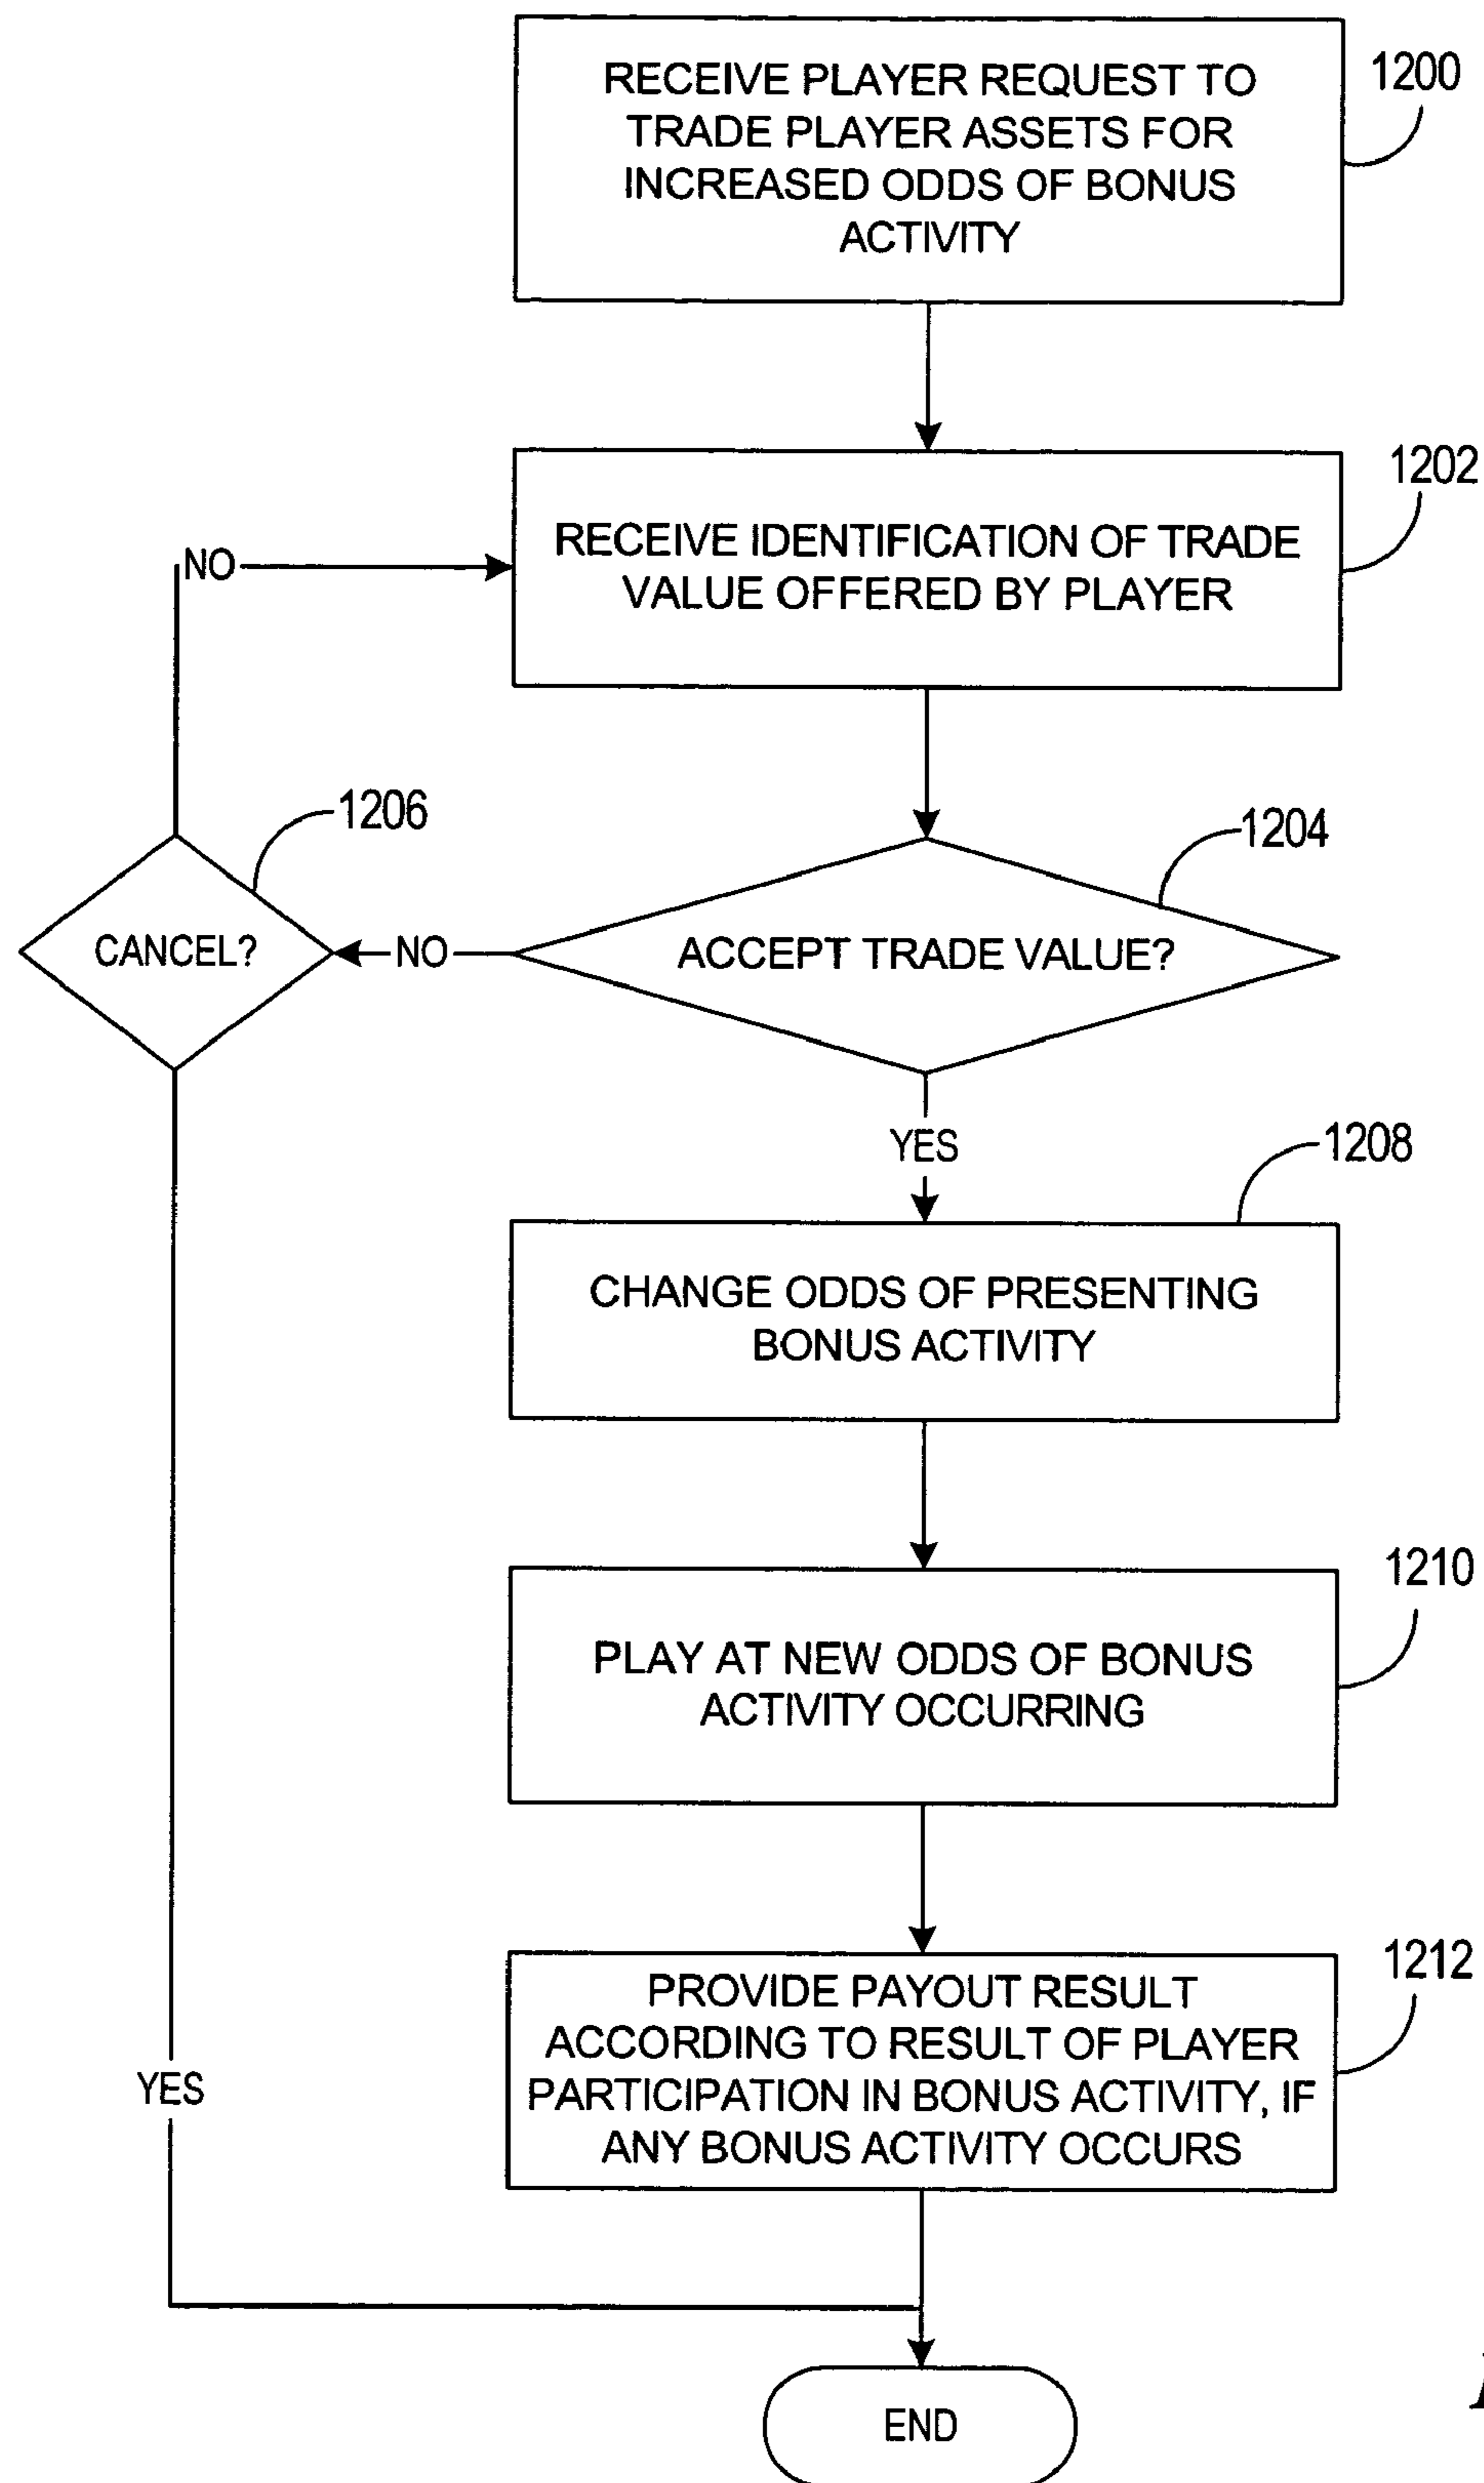 RECEIVE PLAYER REQUEST TO
TRADE PLAYER ASSETS FOR
INCREASED ODDS OF BONUS
ACTIVITY
1200
RECEIVE IDENTIFICATION OF TRADE
VALUE OFFERED BY PLAYER
1202
NO
ACCEPT TRADE VALUE?
1204
NO
CANCEL?
1206
YES
CHANGE ODDS OF PRESENTING
BONUS ACTIVITY
1208
PLAY AT NEW ODDS OF BONUS
ACTIVITY OCCURRING
1210
PROVIDE PAYOUT RESULT
ACCORDING TO RESULT OF PLAYER
PARTICIPATION IN BONUS ACTIVITY, IF
ANY BONUS ACTIVITY OCCURS
1212
YES
END